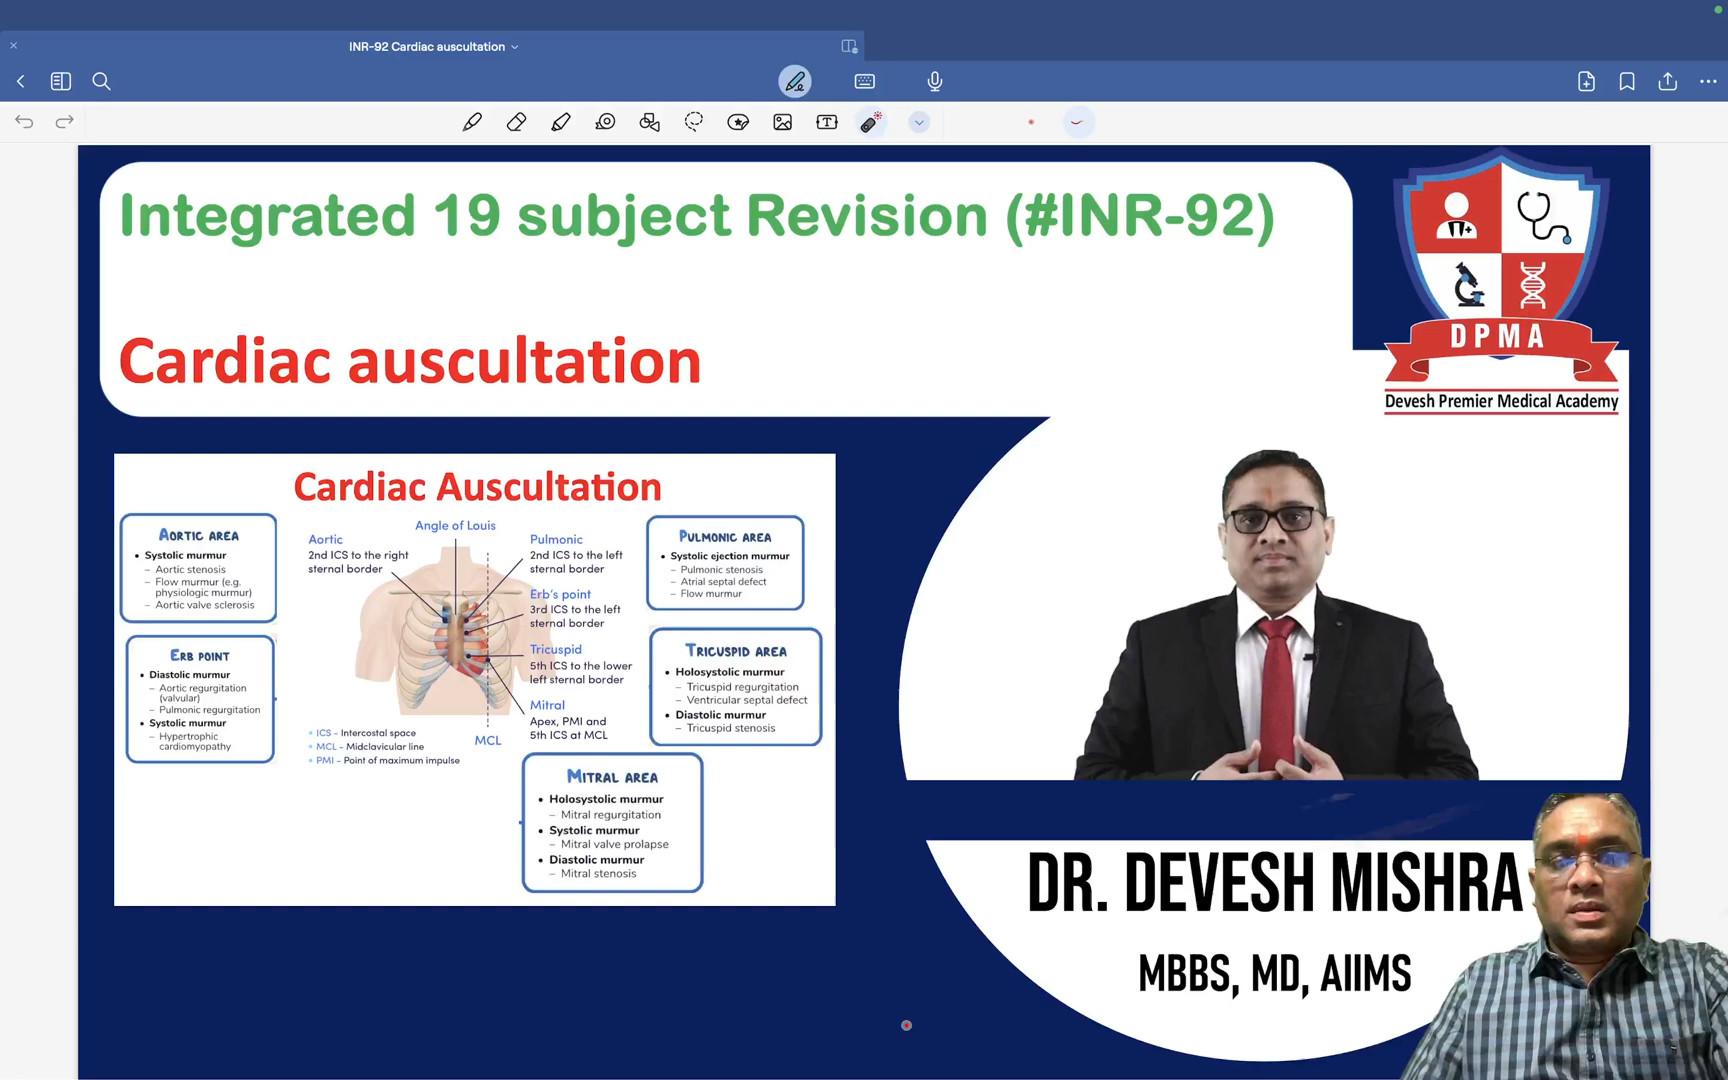 INR-92 Cardiac auscultation
Integrated 19 subject Revision (#INR-92)
Cardiac auscultation
DPMA
Devesh Premier Medical Academy
Cardiac Auscultation
AORTIC AREA
• Systolic murmur
– Aortic stenosis
– Flow murmur (e.g.
physiologic murmur)
– Aortic valve sclerosis
ERB POINT
• Diastolic murmur
– Aortic regurgitation
(valvular)
– Pulmonic regurgitation
• Systolic murmur
– Hypertrophic
cardiomyopathy
Angle of Louis
Aortic
2nd ICS to the right
sternal border
Pulmonic
2nd ICS to the left
sternal border
Erb's point
3rd ICS to the left
sternal border
Tricuspid
5th ICS to the lower
left sternal border
Mitral
Apex, PMI and
5th ICS at MCL
MCL
• ICS - Intercostal space
• MCL - Midclavicular line
• PMI - Point of maximum impulse
PULMONIC AREA
• Systolic ejection murmur
– Pulmonic stenosis
– Atrial septal defect
– Flow murmur
TRICUSPID AREA
• Holosystolic murmur
– Tricuspid regurgitation
– Ventricular septal defect
• Diastolic murmur
– Tricuspid stenosis
MITRAL AREA
• Holosystolic murmur
– Mitral regurgitation
• Systolic murmur
– Mitral valve prolapse
• Diastolic murmur
– Mitral stenosis
DR. DEVESH MISHRA
MBBS, MD, AIIMS